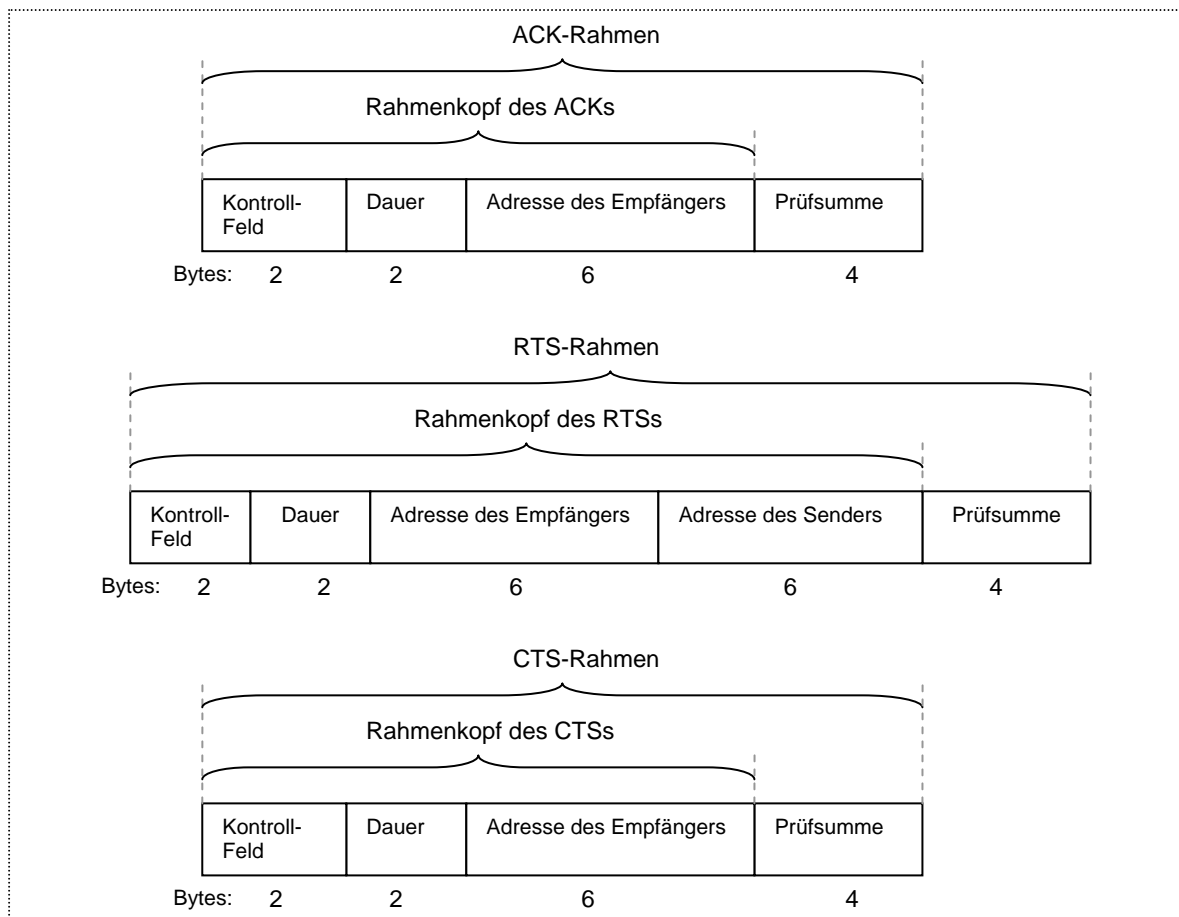 ACK-Rahmen
Rahmenkopf des ACKs
Kontroll-
Feld
Dauer
Adresse des Empfängers
Prüfsumme
Bytes: 2 2 6 4
RTS-Rahmen
Rahmenkopf des RTSs
Kontroll-
Feld
Dauer
Adresse des Empfängers
Adresse des Senders
Prüfsumme
Bytes: 2 2 6 6 4
CTS-Rahmen
Rahmenkopf des CTSs
Kontroll-
Feld
Dauer
Adresse des Empfängers
Prüfsumme
Bytes: 2 2 6 4